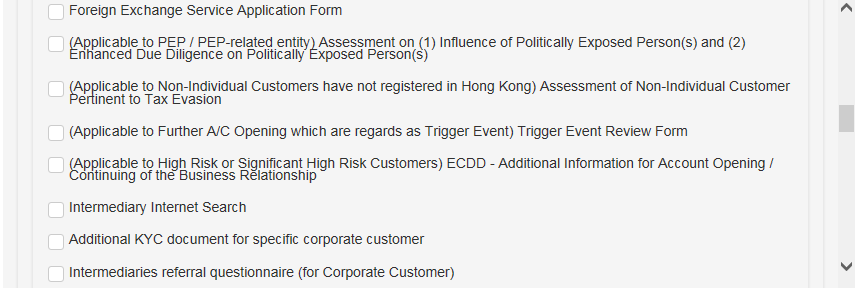 Foreign Exchange Service Application Form
(Applicable to PEP / PEP-related entity) Assessment on (1) Influence of Politically Exposed Person(s) and (2)
Enhanced Due Diligence on Politically Exposed Person(s)
(Applicable to Non-Individual Customers have not registered in Hong Kong) Assessment of Non-Individual Customer
Pertinent to Tax Evasion
(Applicable to Further A/C Opening which are regards as Trigger Event) Trigger Event Review Form
(Applicable to High Risk or Significant High Risk Customers) ECDD - Additional Information for Account Opening /
Continuing of the Business Relationship
Intermediary Internet Search
Additional KYC document for specific corporate customer
Intermediaries referral questionnaire (for Corporate Customer)